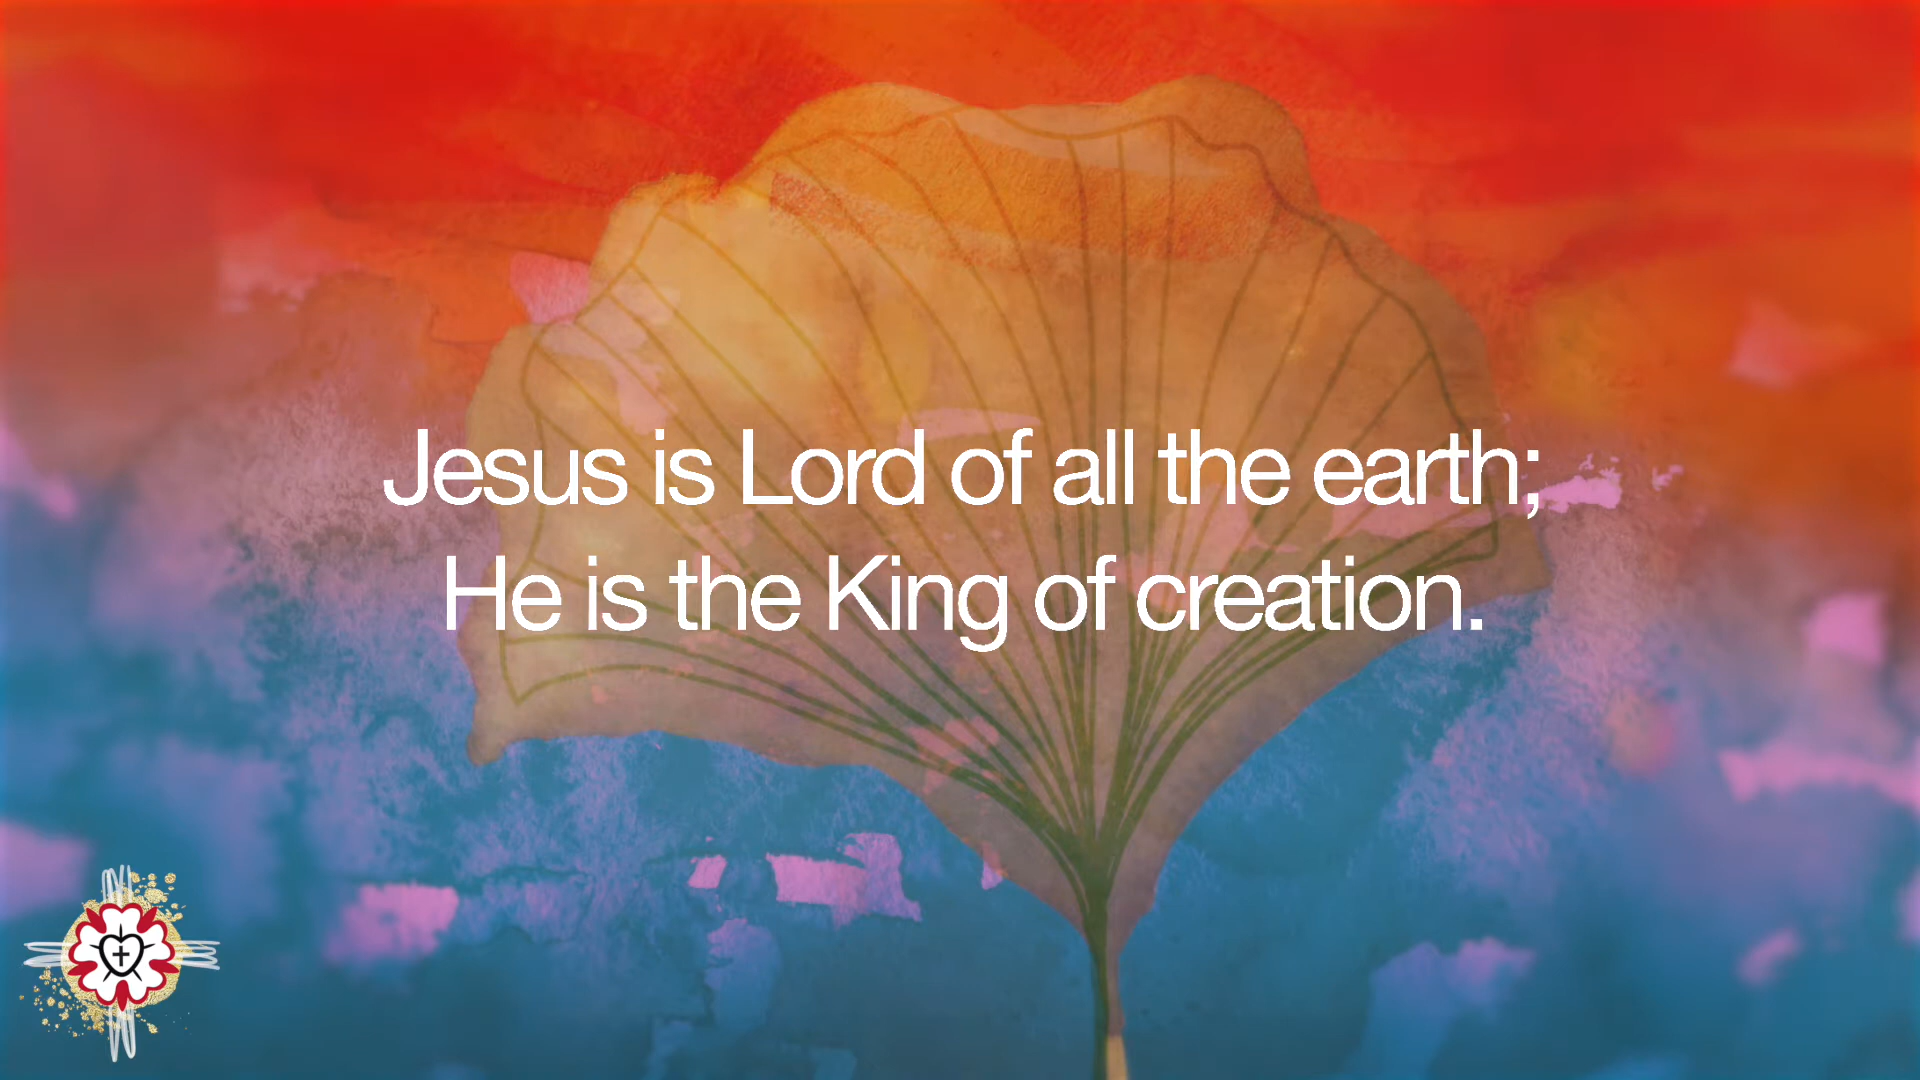 Jesus is Lord of all the earth;
He is the King of creation.